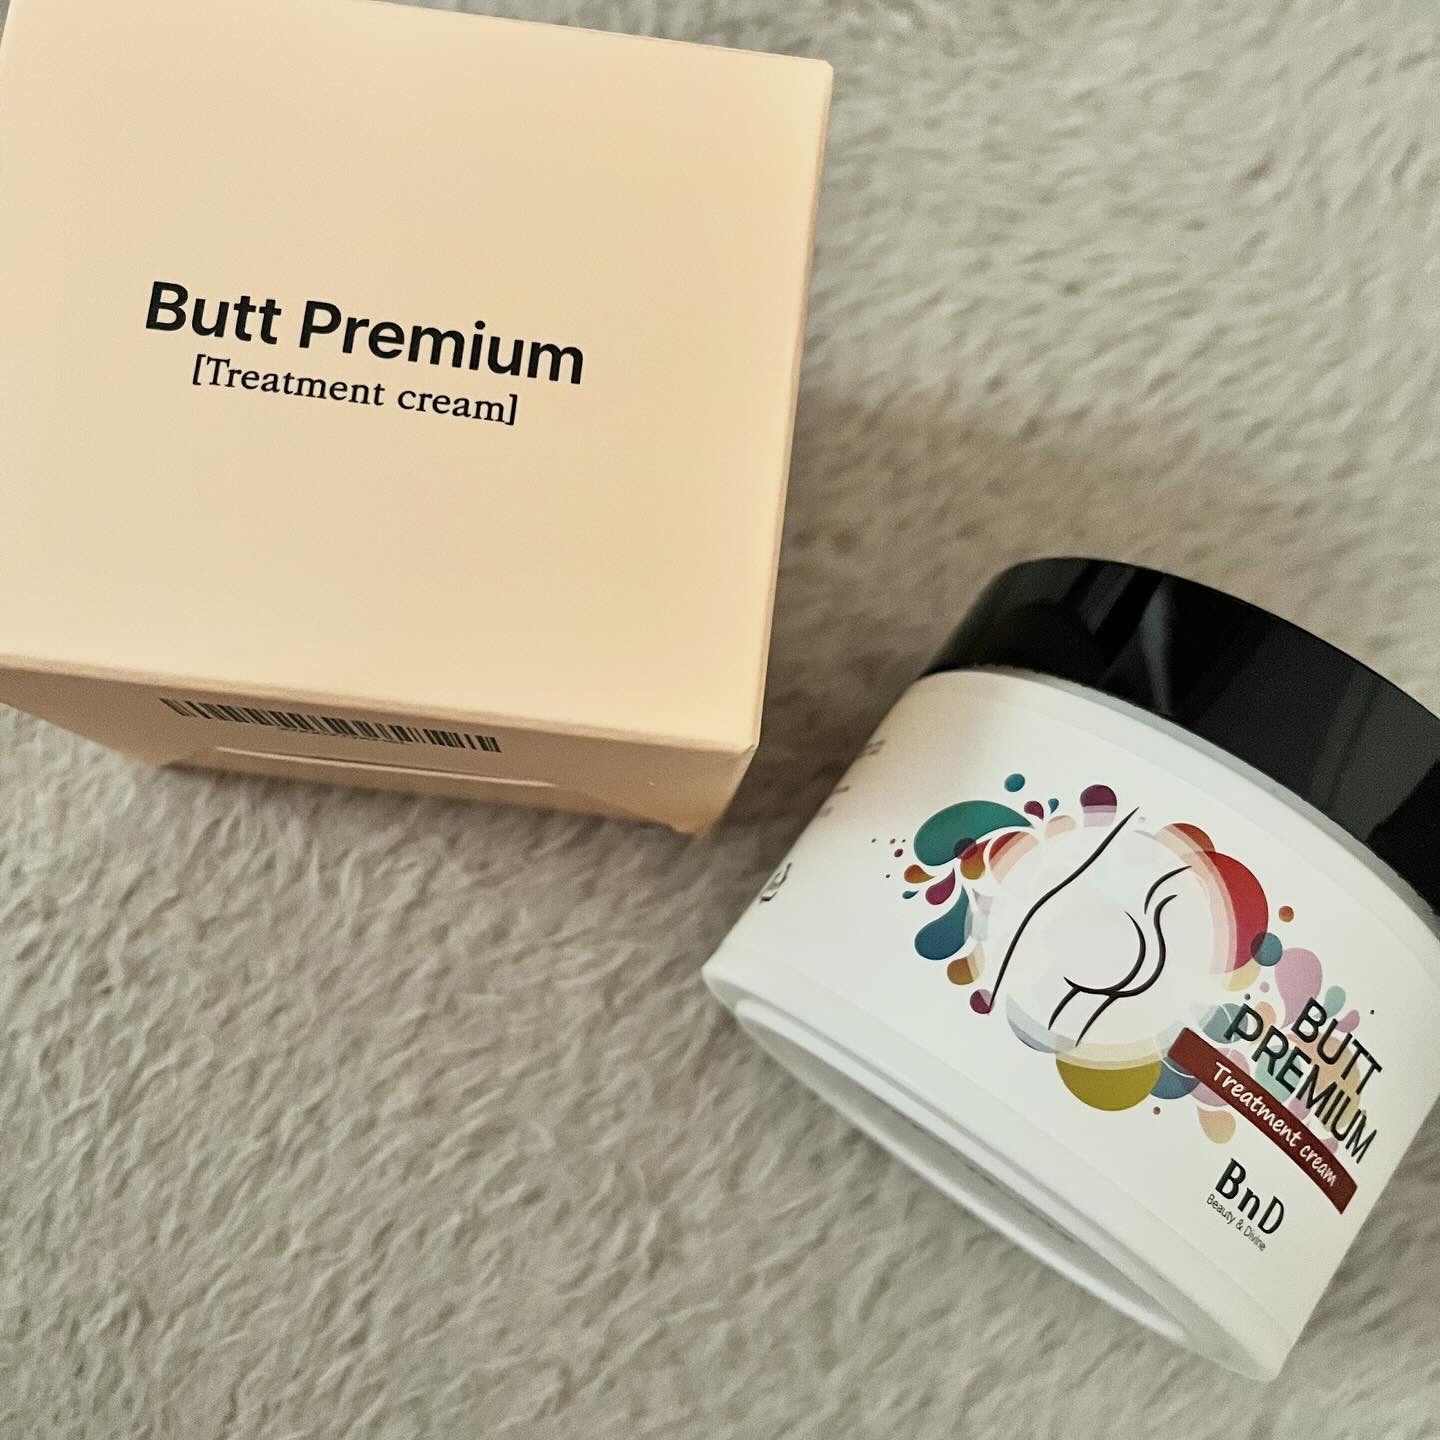 Butt Premium
[Treatment cream]
BUTT
PREMIUM
Treatment cream
BnD
Beauty & Divine